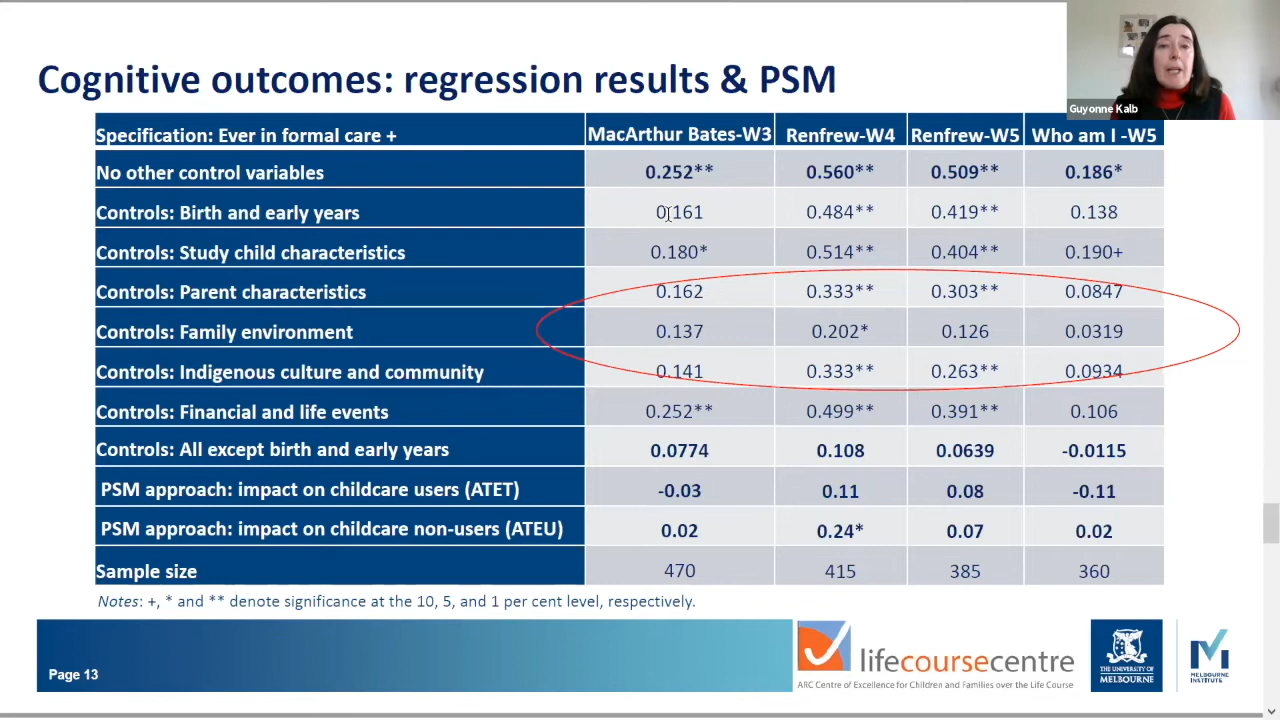 Cognitive outcomes: regression results & PSM
Guyonne Kalb
Specification: Ever in formal care + MacArthur Bates-W3 Renfrew-W4 Renfrew-W5 Who am I -W5
No other control variables 0.252** 0.560** 0.509** 0.186*
Controls: Birth and early years 0.161 0.484** 0.419** 0.138
Controls: Study child characteristics 0.180* 0.514** 0.404** 0.190+
Controls: Parent characteristics 0.162 0.333** 0.303** 0.0847
Controls: Family environment 0.137 0.202* 0.126 0.0319
Controls: Indigenous culture and community 0.141 0.333** 0.263** 0.0934
Controls: Financial and life events 0.252** 0.499** 0.391** 0.106
Controls: All except birth and early years 0.0774 0.108 0.0639 -0.0115
PSM approach: impact on childcare users (ATET) -0.03 0.11 0.08 -0.11
PSM approach: impact on childcare non-users (ATEU) 0.02 0.24* 0.07 0.02
Sample size 470 415 385 360
Notes: +, * and ** denote significance at the 10, 5, and 1 per cent level, respectively.
Page 13
lifecoursecentre
ARC Centre of Excellence for Children and Families over the Life Course
THE UNIVERSITY OF
MELBOURNE
MELBOURNE
INSTITUTE